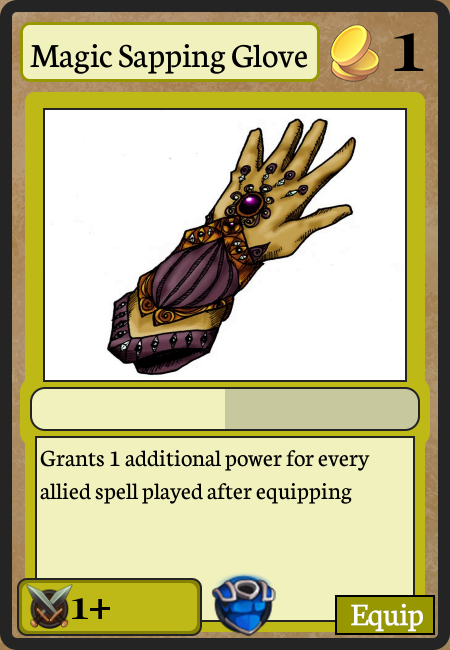 Magic Sapping Glove
1
Grants 1 additional power for every
allied spell played after equipping
1+
Equip